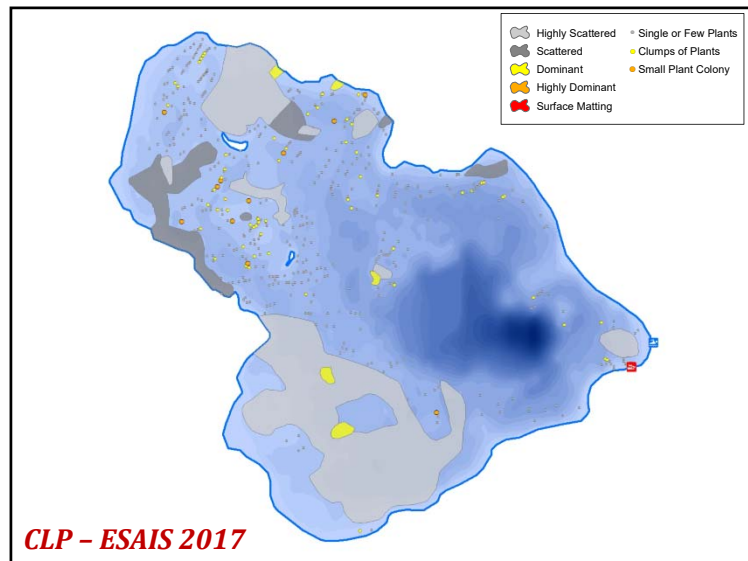 Highly Scattered
Scattered
Dominant
Highly Dominant
Surface Matting
Single or Few Plants
Clumps of Plants
Small Plant Colony
CLP – ESAIS 2017